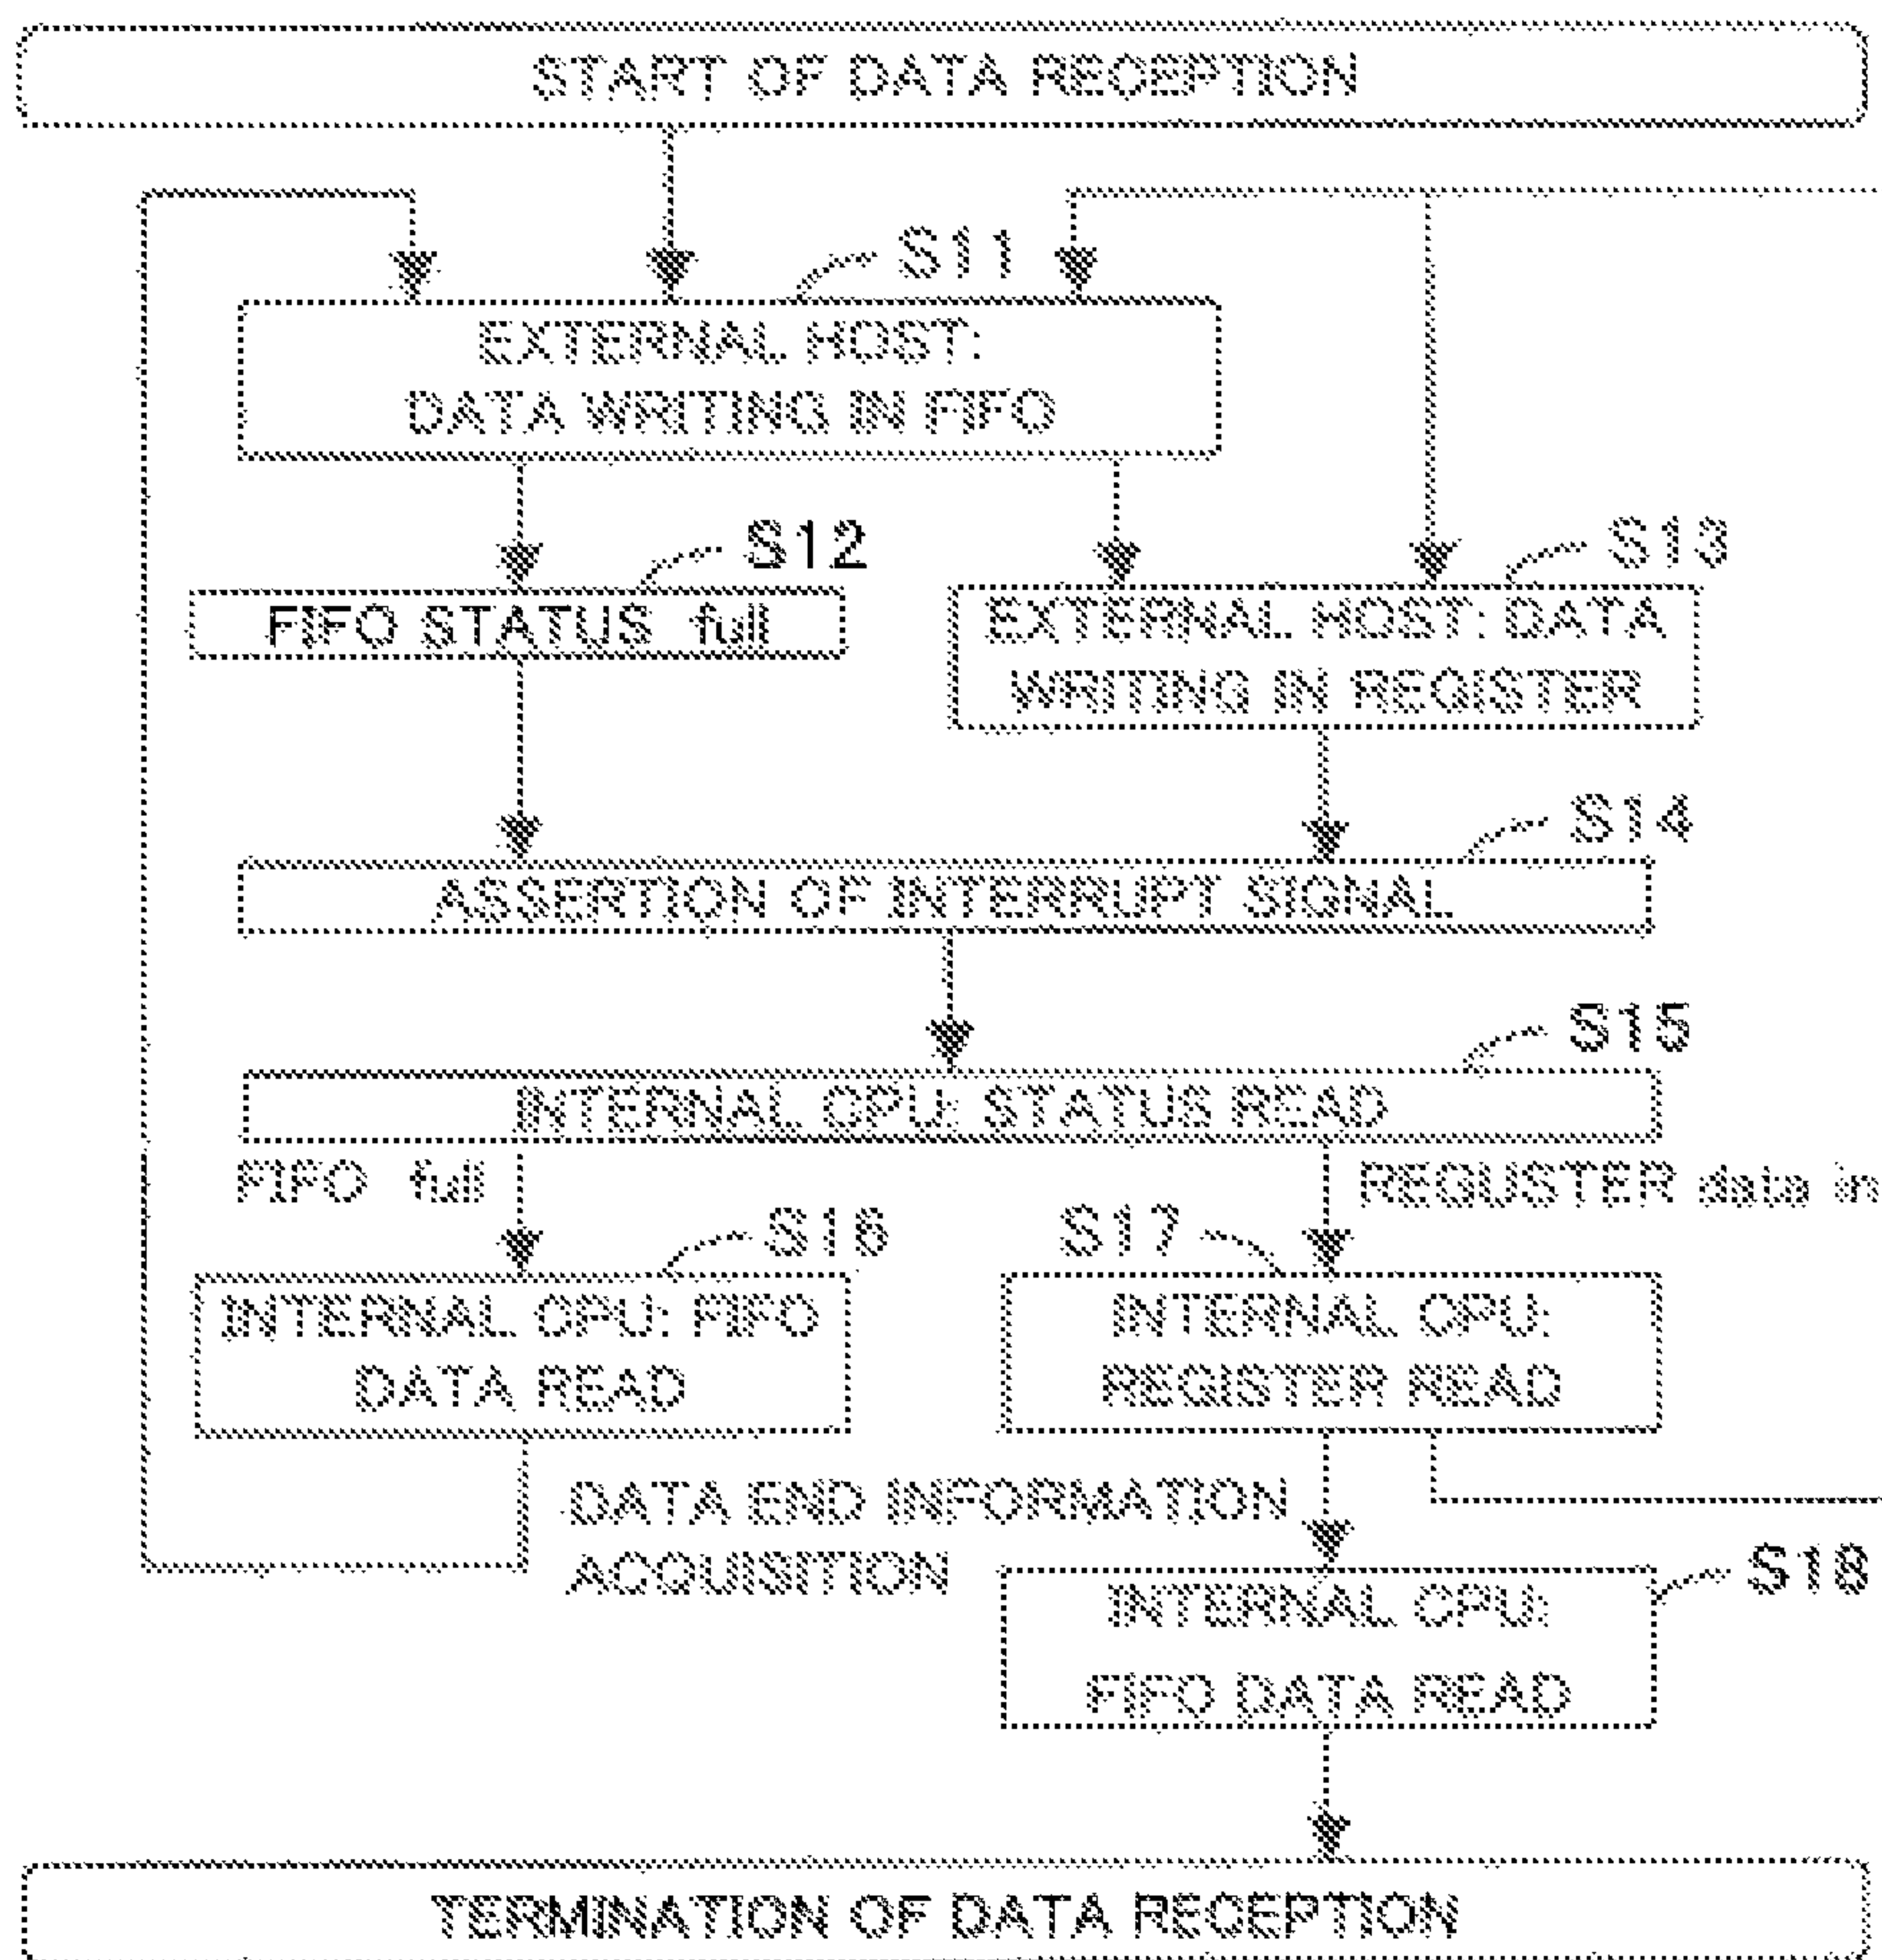 START OF DATA RECEPTION
S11
EXTERNAL HOST:
DATA WRITING IN FIFO
S12
S13
FIFO STATUS full
EXTERNAL HOST: DATA
WRITING IN REGISTER
S14
ASSERTION OF INTERRUPT SIGNAL
S15
INTERNAL CPU: STATUS READ
FIFO full
REGUSTER data in
S16
S17
INTERNAL CPU: FIFO
DATA READ
INTERNAL CPU:
REGISTER READ
DATA END INFORMATION
ACQUISITION
S18
INTERNAL CPU:
FIFO DATA READ
TERMINATION OF DATA RECEPTION